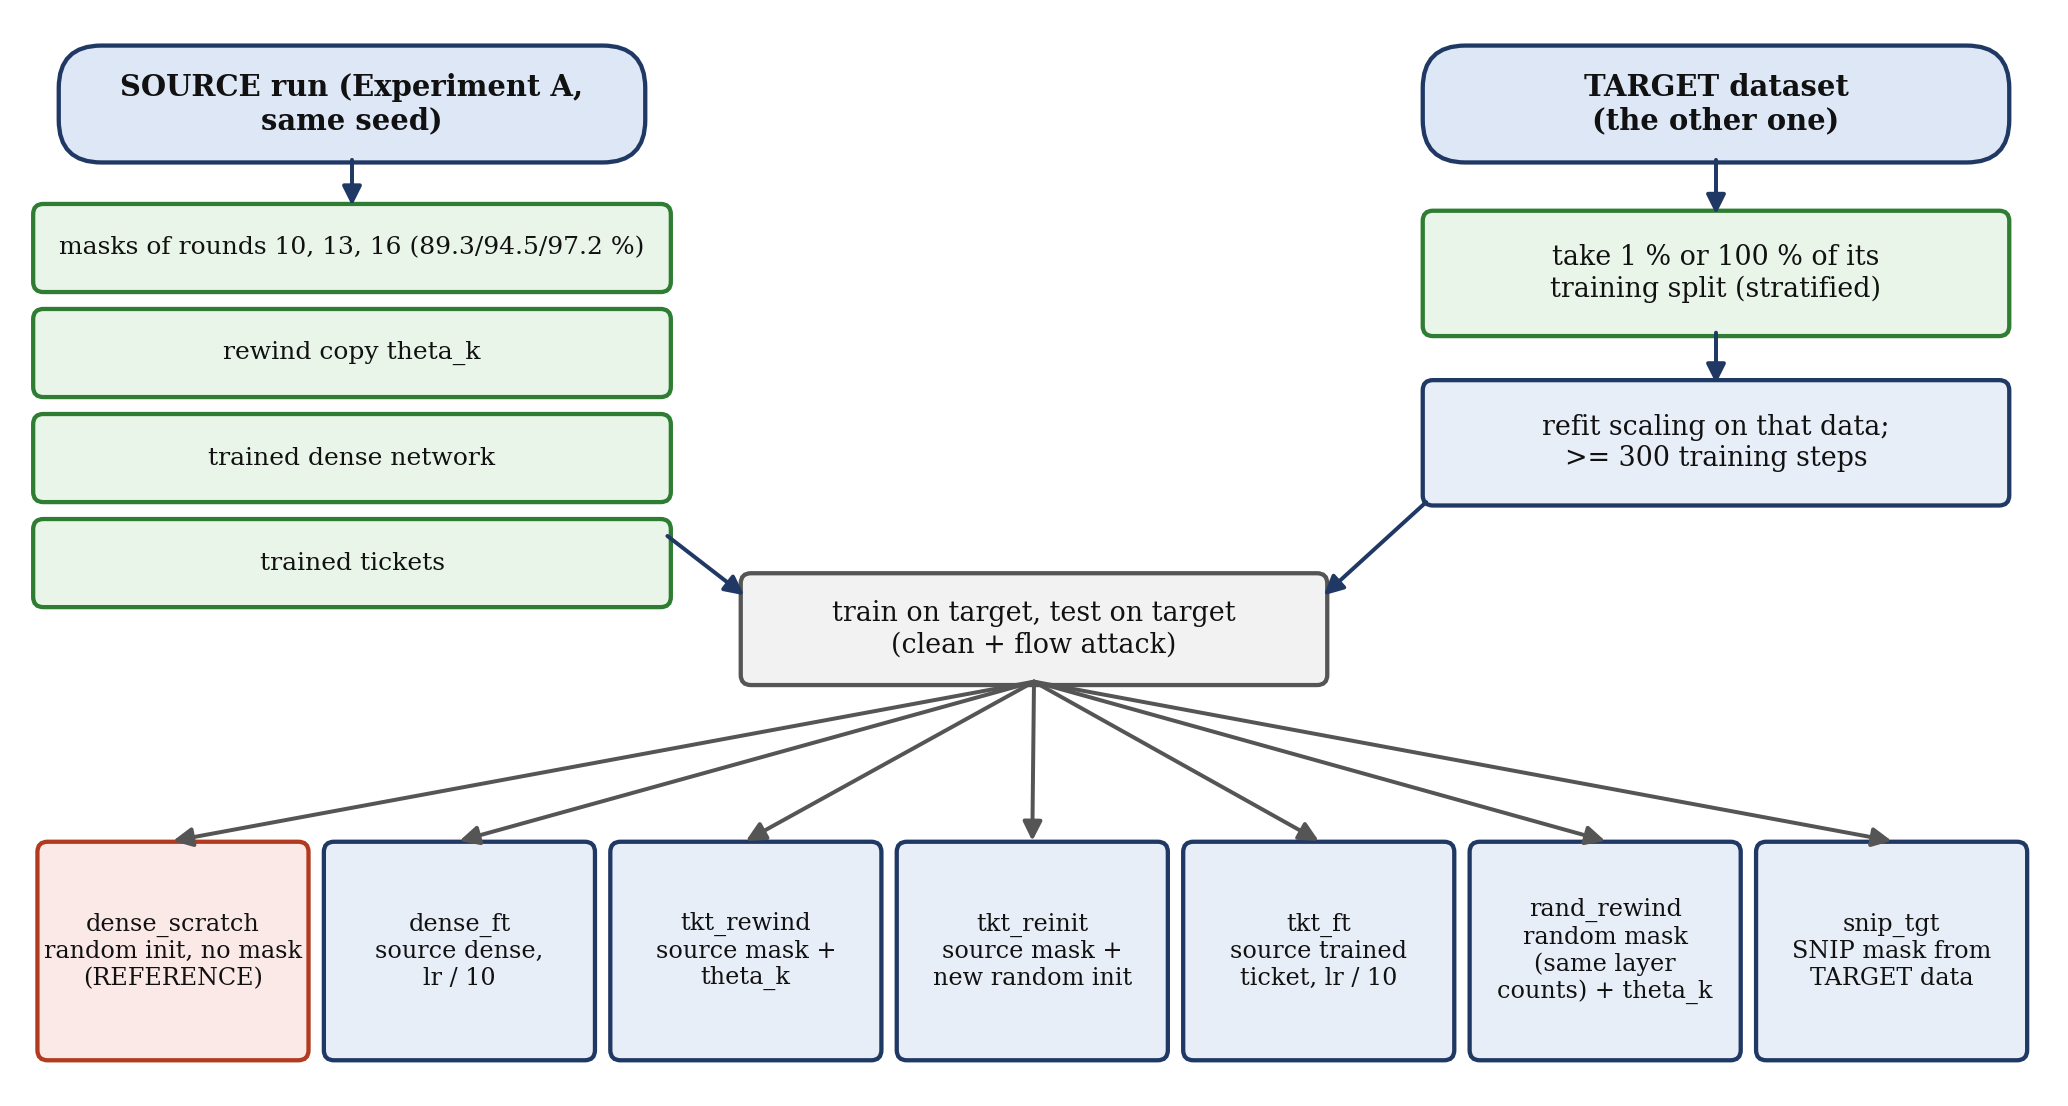 SOURCE run (Experiment A,
same seed)
TARGET dataset
(the other one)
masks of rounds 10, 13, 16 (89.3/94.5/97.2 %)
rewind copy theta_k
trained dense network
trained tickets
take 1 % or 100 % of its
training split (stratified)
refit scaling on that data;
>= 300 training steps
train on target, test on target
(clean + flow attack)
dense_scratch
random init, no mask
(REFERENCE)
dense_ft
source dense,
lr / 10
tkt_rewind
source mask +
theta_k
tkt_reinit
source mask +
new random init
tkt_ft
source trained
ticket, lr / 10
rand_rewind
random mask
(same layer
counts) + theta_k
snip_tgt
SNIP mask from
TARGET data